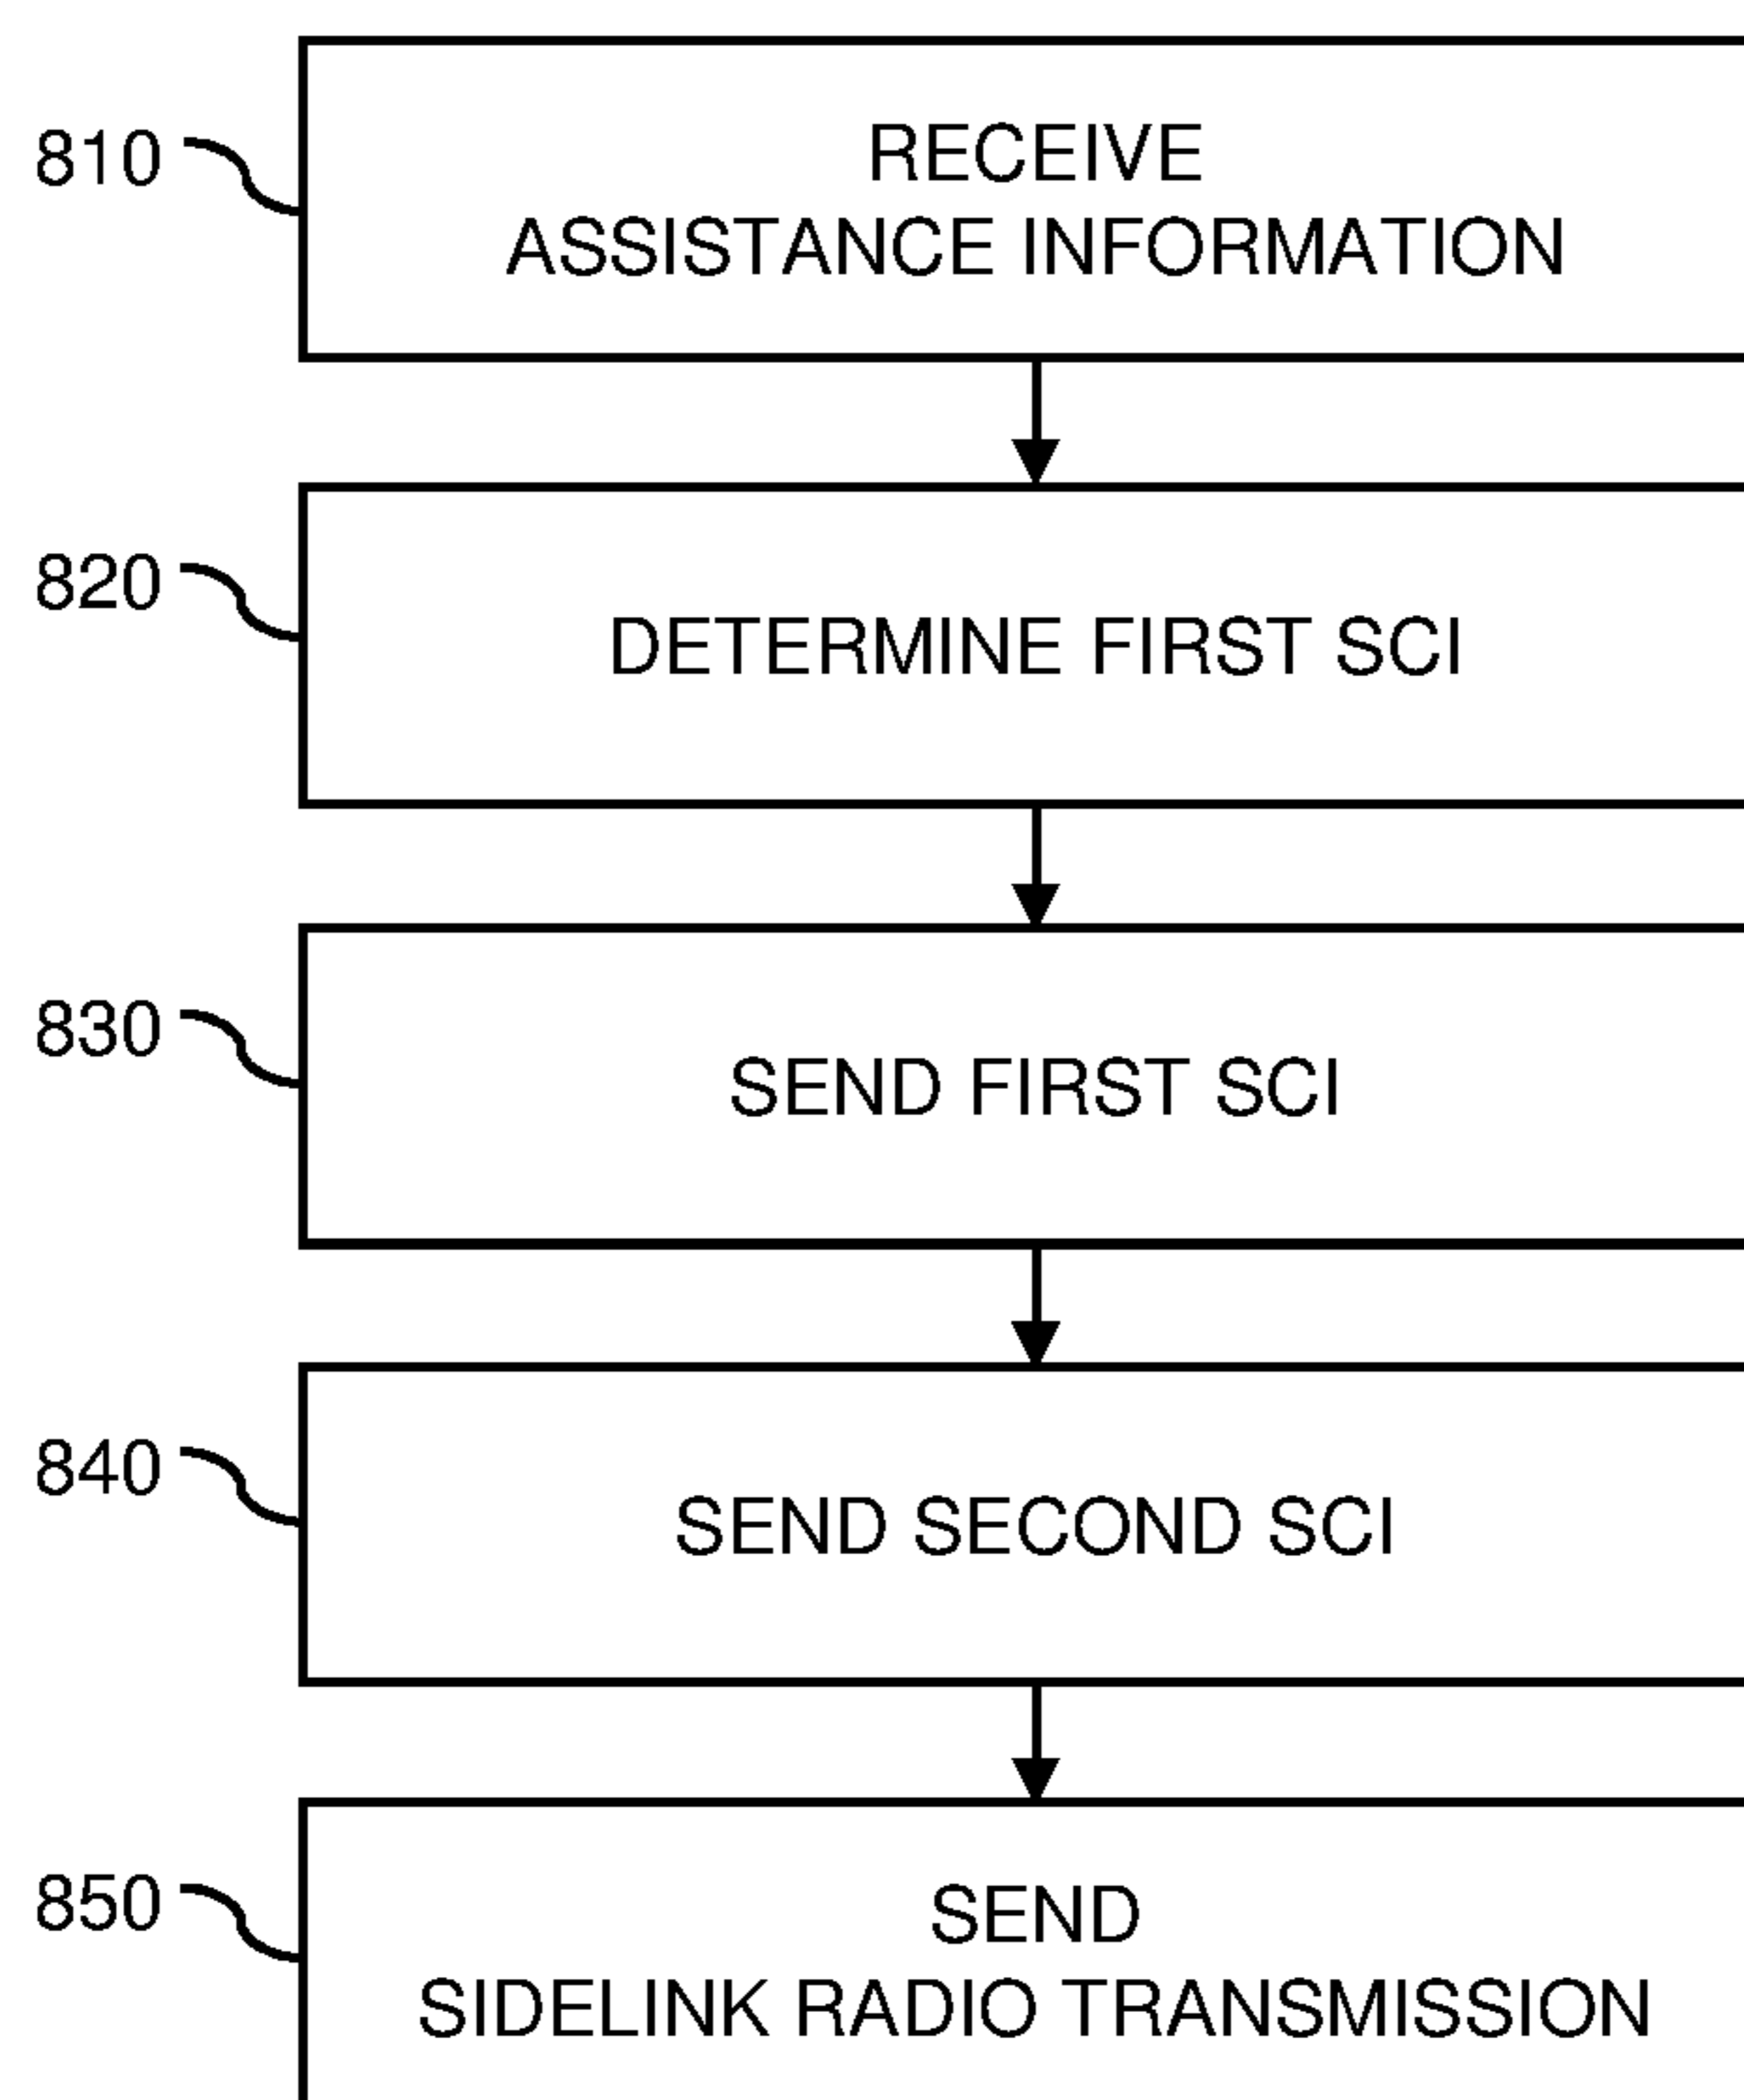 810
RECEIVE
ASSISTANCE INFORMATION
820
DETERMINE FIRST SCI
830
SEND FIRST SCI
840
SEND SECOND SCI
850
SEND
SIDELINK RADIO TRANSMISSION